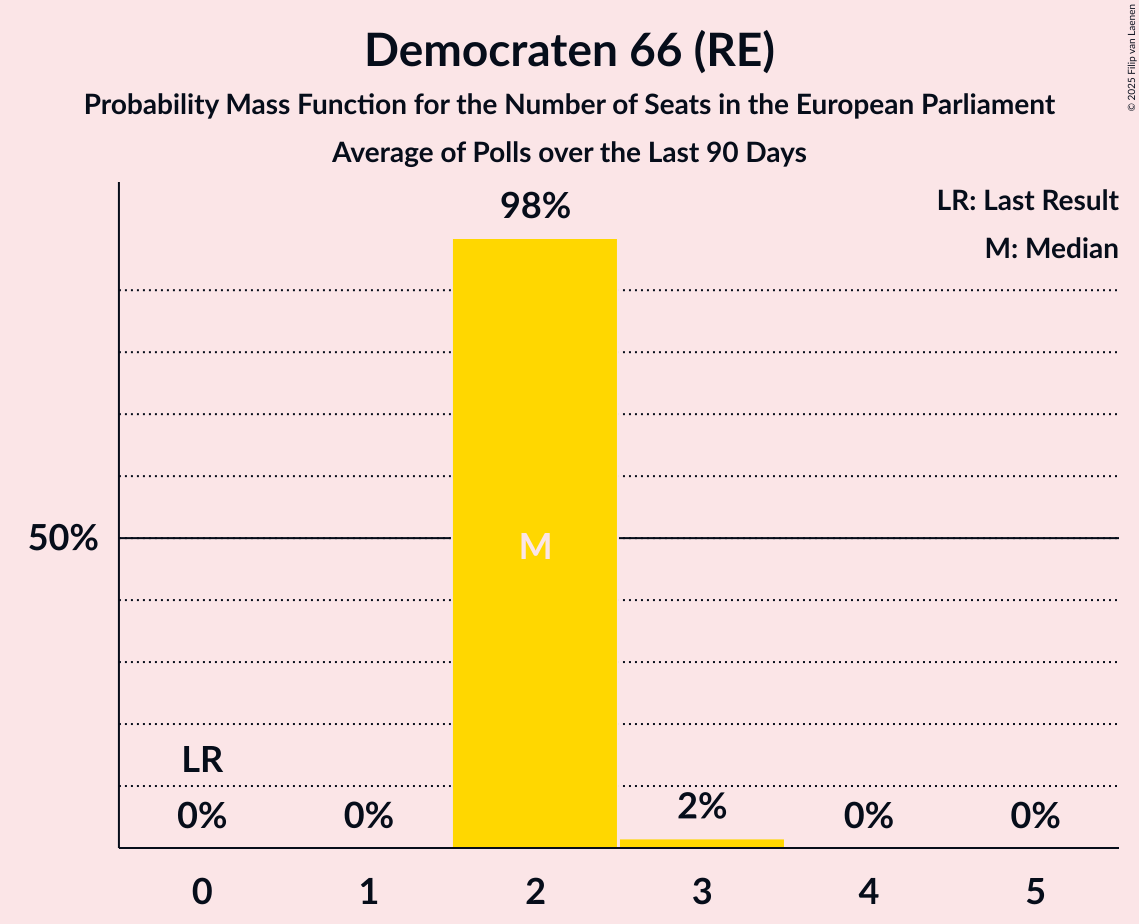 Democraten 66 (RE)
Probability Mass Function for the Number of Seats in the European Parliament
Average of Polls over the Last 90 Days
© 2025 Filip van Laenen
LR: Last Result
M: Median
98%
50%
M
LR
0%
0%
2%
0%
0%
0
1
2
3
4
5